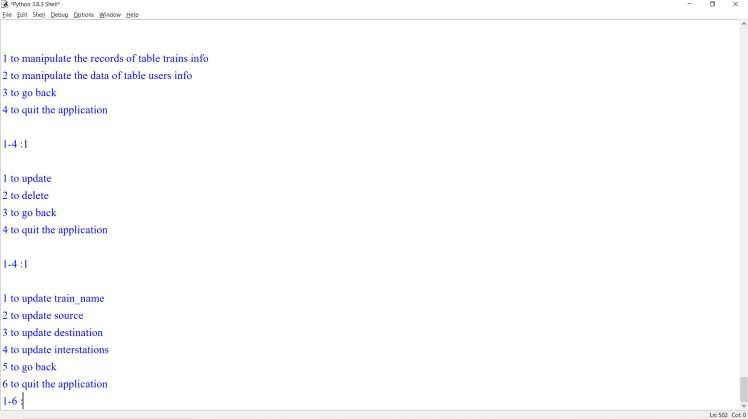 *Python 3.8.3 Shell*
File Edit Shell Debug Options Window Help
1 to manipulate the records of table trains info
2 to manipulate the data of table users info
3 to go back
4 to quit the application
1-4 :1
1 to update
2 to delete
3 to go back
4 to quit the application
1-4 :1
1 to update train_name
2 to update source
3 to update destination
4 to update interstations
5 to go back
6 to quit the application
1-6 :
Ln: 502 Col: 0